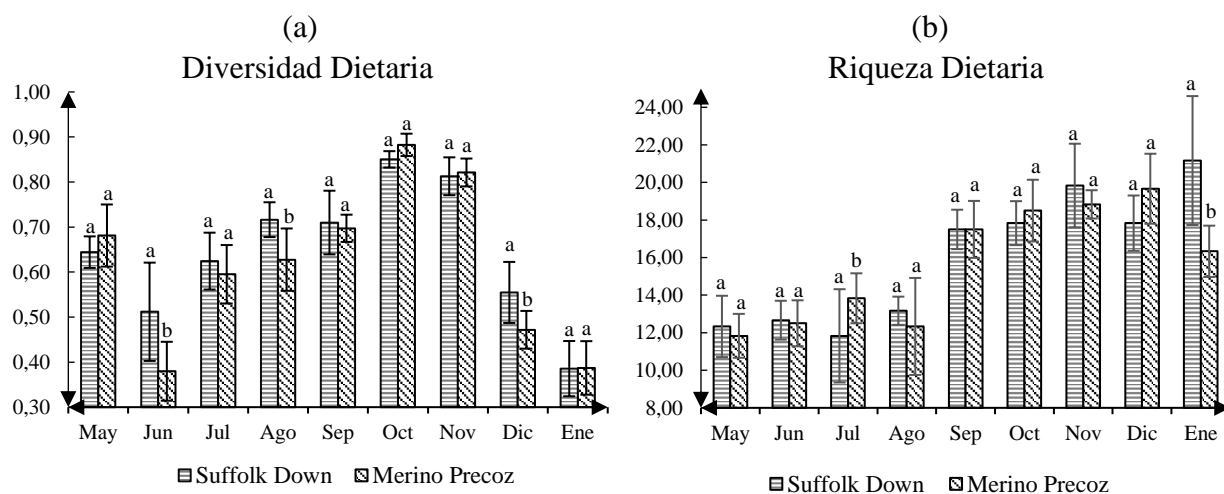 (a)
Diversidad Dietaria
1,00
0,90
0,80
0,70
0,60
0,50
0,40
0,30
a a
a b
a a
a b
a a
a a
a a
a b
a a
May Jun Jul Ago Sep Oct Nov Dic Ene
Suffolk Down Merino Precoz
(b)
Riqueza Dietaria
24,00
22,00
20,00
18,00
16,00
14,00
12,00
10,00
8,00
a a
a a
a b
a a
a a
a a
a a
a a
a b
May Jun Jul Ago Sep Oct Nov Dic Ene
Suffolk Down Merino Precoz